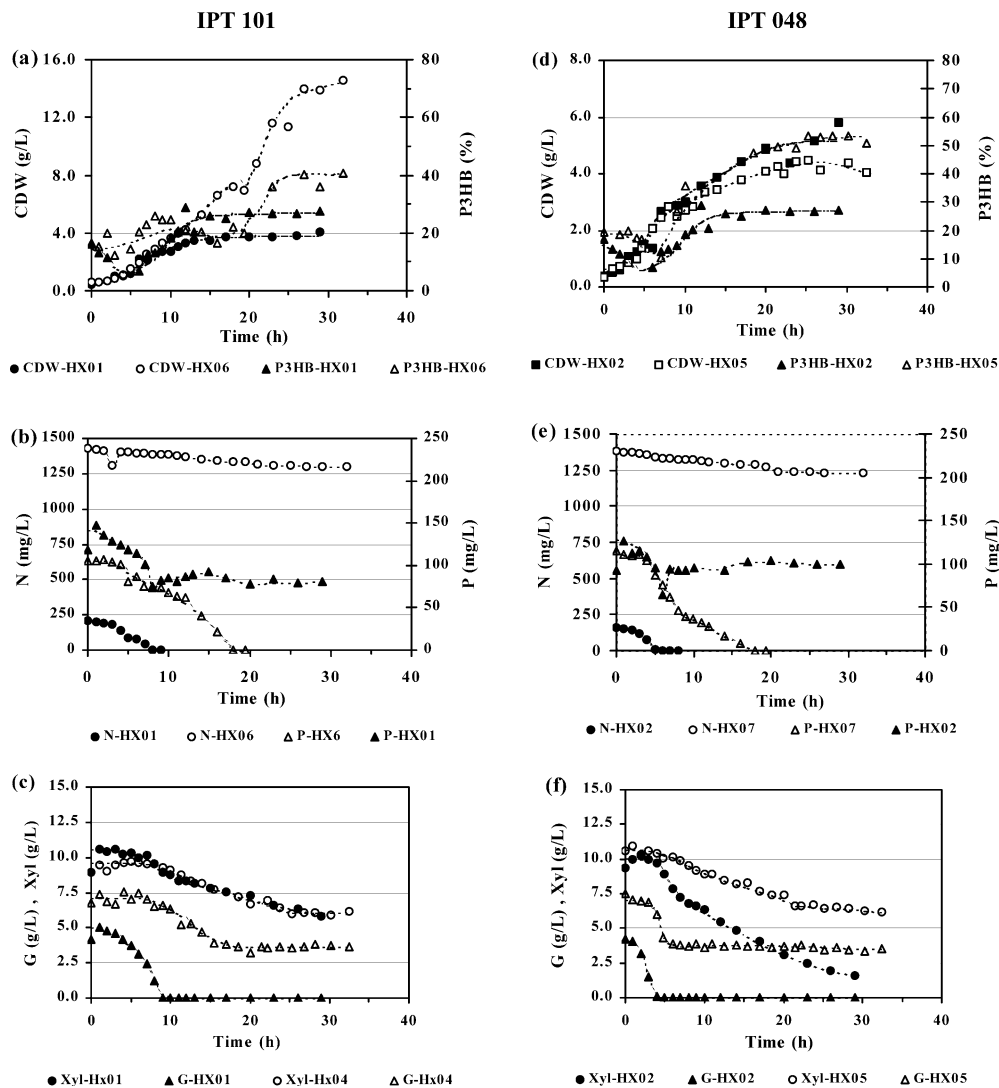 IPT 101
IPT 048
(a)
16.0
12.0
8.0
4.0
0.0
CDW (g/L)
80
70
60
50
40
30
20
10
0
P3HB (%)
0 10 20 30 40
Time (h)
● CDW-HX01 ○ CDW-HX06 ▲ P3HB-HX01 △ P3HB-HX06
(d)
8.0
6.0
4.0
2.0
0.0
CDW (g/L)
80
70
60
50
40
30
20
10
0
P3HB (%)
0 10 20 30 40
Time (h)
■ CDW-HX02 □ CDW-HX05 ▲ P3HB-HX02 △ P3HB-HX05
(b)
1500
1250
1000
750
500
250
0
N (mg/L)
250
200
150
100
50
0
P (mg/L)
0 10 20 30 40
Time (h)
● N-HX01 ○ N-HX06 △ P-HX6 ▲ P-HX01
(e)
1500
1250
1000
750
500
250
0
N (mg/L)
250
200
150
100
50
0
P (mg/L)
0 10 20 30 40
Time (h)
● N-HX02 ○ N-HX07 △ P-HX07 ▲ P-HX02
(c)
15.0
12.5
10.0
7.5
5.0
2.5
0.0
G (g/L) , Xyl (g/L)
0 10 20 30 40
Time (h)
● Xyl-Hx01 ▲ G-HX01 ○ Xyl-Hx04 △ G-Hx04
(f)
15.0
12.5
10.0
7.5
5.0
2.5
0.0
G (g/L) , Xyl (g/L)
0 10 20 30 40
Time (h)
● Xyl-HX02 ▲ G-HX02 ○ Xyl-HX05 △ G-HX05